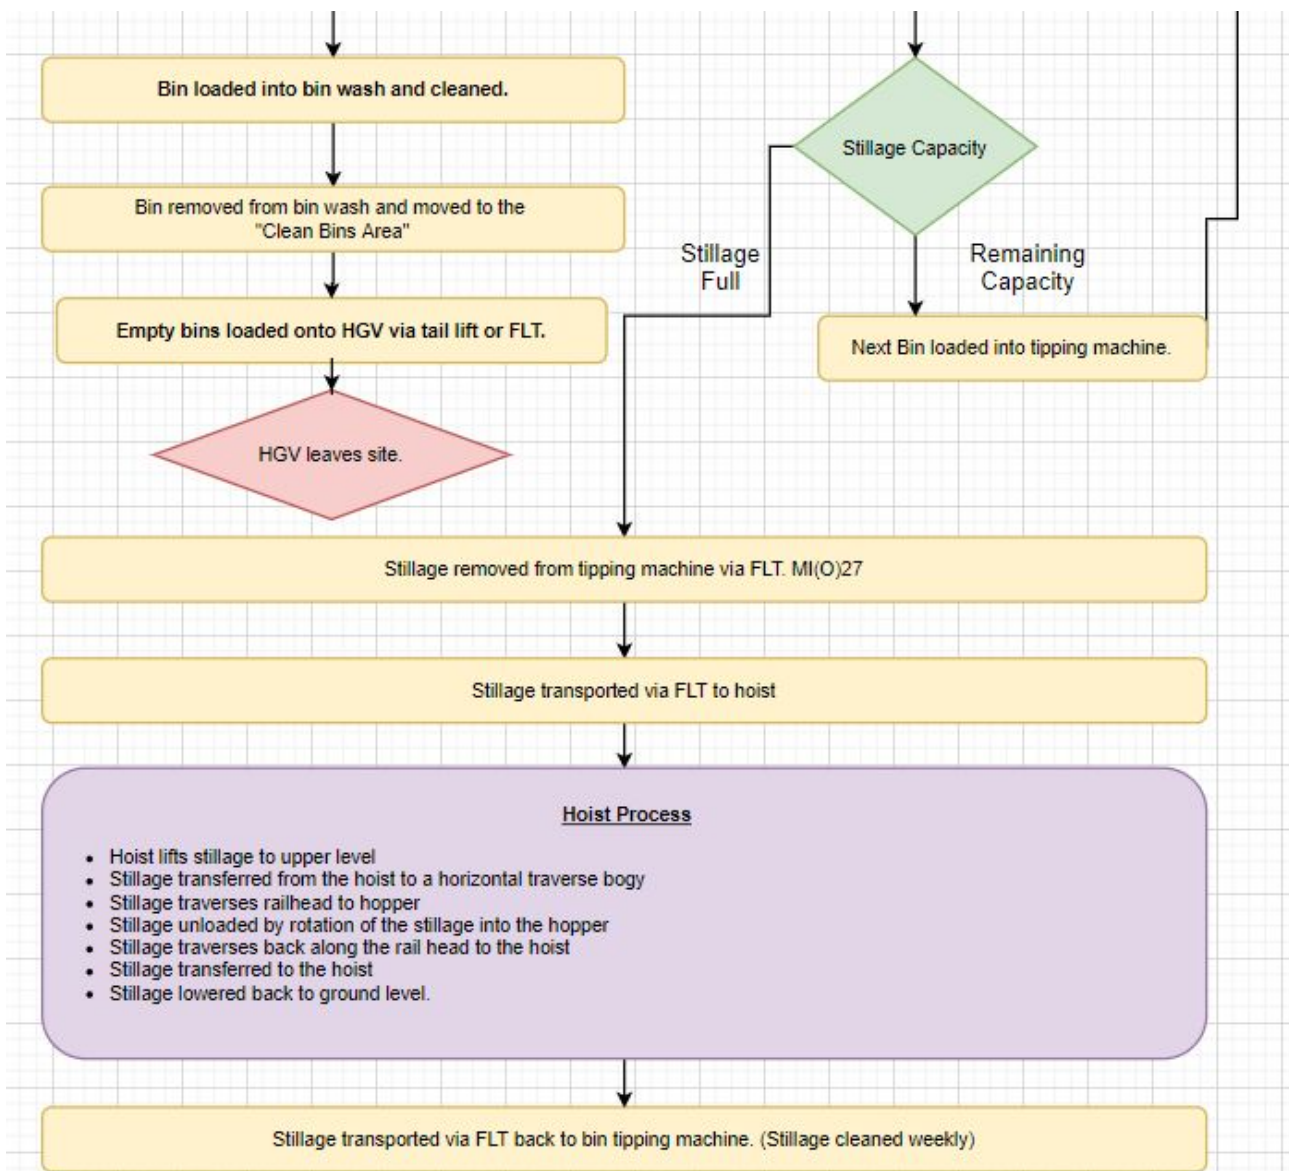 Bin loaded into bin wash and cleaned.
Bin removed from bin wash and moved to the
"Clean Bins Area"
Empty bins loaded onto HGV via tail lift or FLT.
HGV leaves site.
Stillage Capacity
Stillage
Full
Remaining
Capacity
Next Bin loaded into tipping machine.
Stillage removed from tipping machine via FLT. MI(O)27
Stillage transported via FLT to hoist
Hoist Process
• Hoist lifts stillage to upper level
• Stillage transferred from the hoist to a horizontal traverse bogy
• Stillage traverses railhead to hopper
• Stillage unloaded by rotation of the stillage into the hopper
• Stillage traverses back along the rail head to the hoist
• Stillage transferred to the hoist
• Stillage lowered back to ground level.
Stillage transported via FLT back to bin tipping machine. (Stillage cleaned weekly)